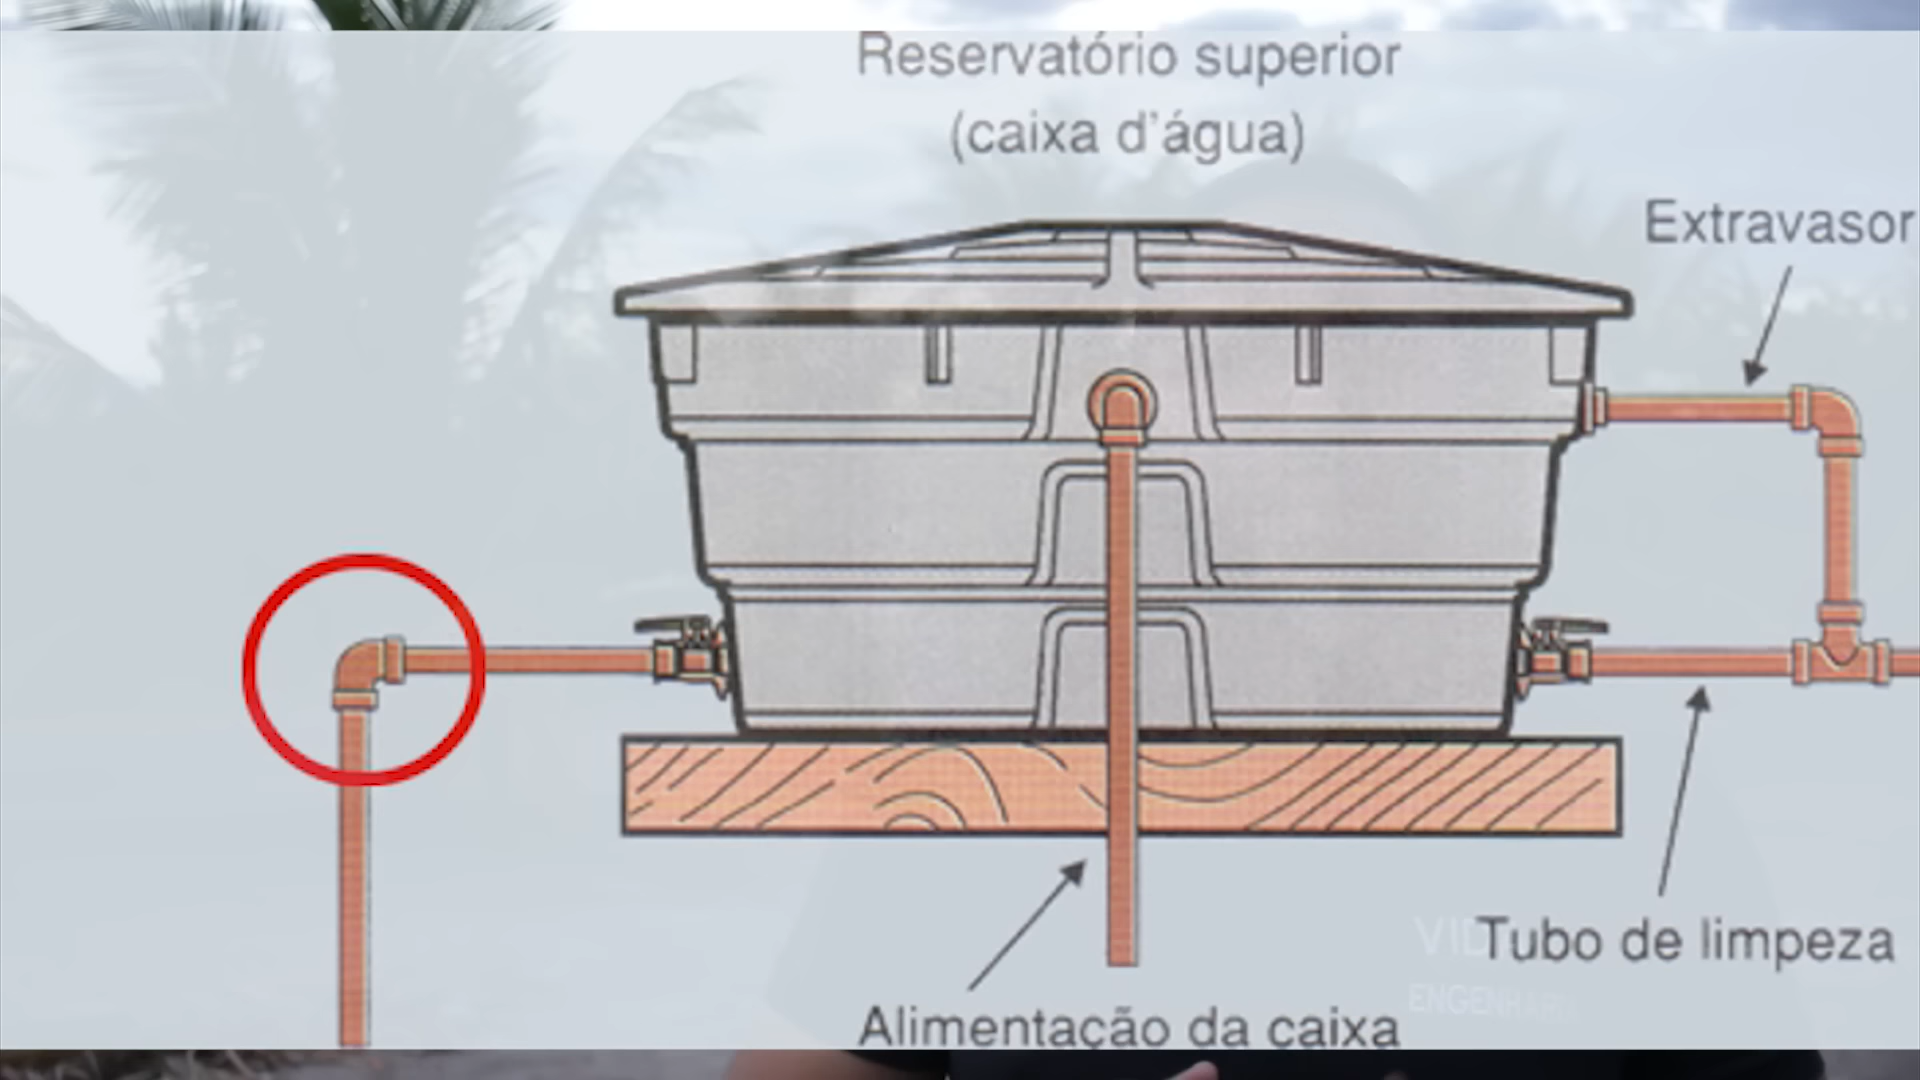 Reservatório superior
(caixa d'água)
Extravasor
Tubo de limpeza
Alimentação da caixa